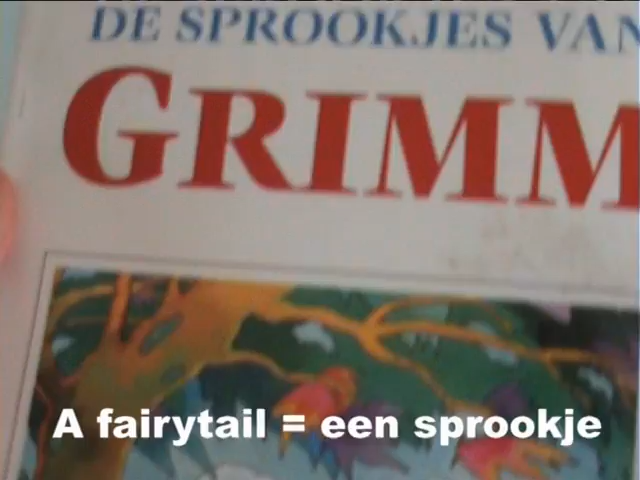 DE SPROOKJES VAN
GRIMM
A fairytail = een sprookje